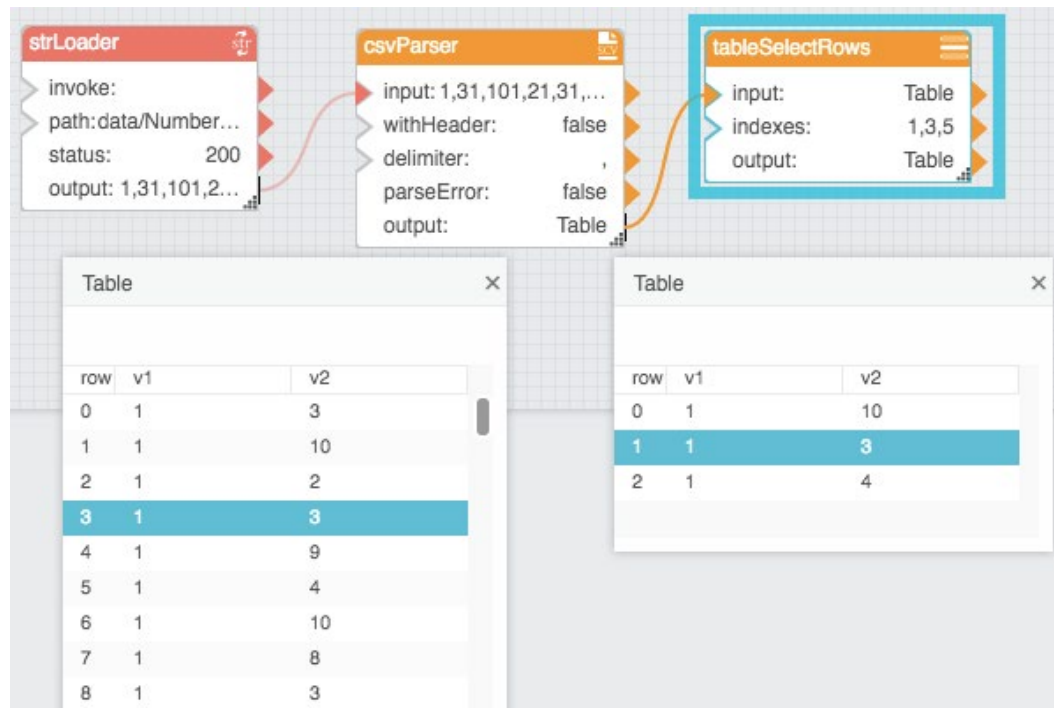 strLoader
str
invoke:
path:data/Number...
status: 200
output: 1,31,101,2...
csvParser
scv
input: 1,31,101,21,31,...
withHeader: false
delimiter: ,
parseError: false
output: Table
tableSelectRows
input: Table
indexes: 1,3,5
output: Table
Table ×
row v1 v2
0 1 3
1 1 10
2 1 2
3 1 3
4 1 9
5 1 4
6 1 10
7 1 8
8 1 3
Table ×
row v1 v2
0 1 10
1 1 3
2 1 4